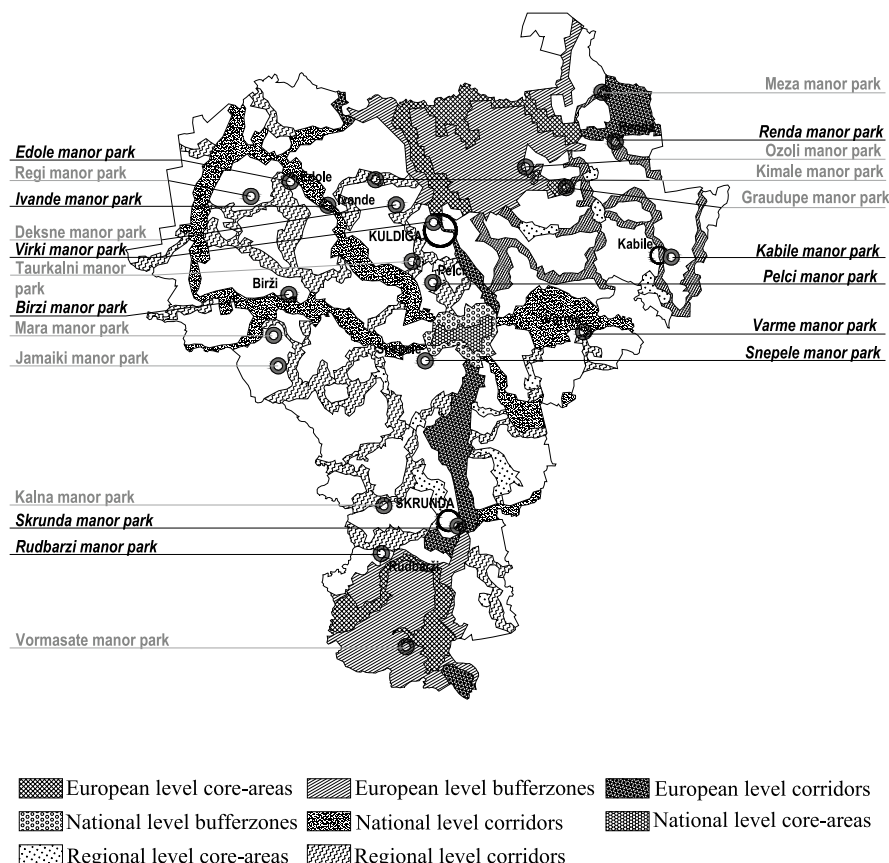 Meza manor park
Renda manor park
Edole manor park
Ozoli manor park
Regi manor park
Edole
Kimale manor park
Ivande manor park
Ivande
Graudupe manor park
Deksne manor park
KULDIGA
Virki manor park
Kabile
Kabile manor park
Taurkalni manor
park
Pelci
Pelci manor park
Birži
Birzi manor park
Mara manor park
Varme manor park
Jamaiki manor park
Snepele manor park
Kalna manor park
SKRUNDA
Skrunda manor park
Rudbarzi manor park
Rudbarži
Vormasate manor park
European level core-areas
European level bufferzones
European level corridors
National level bufferzones
National level corridors
National level core-areas
Regional level core-areas
Regional level corridors